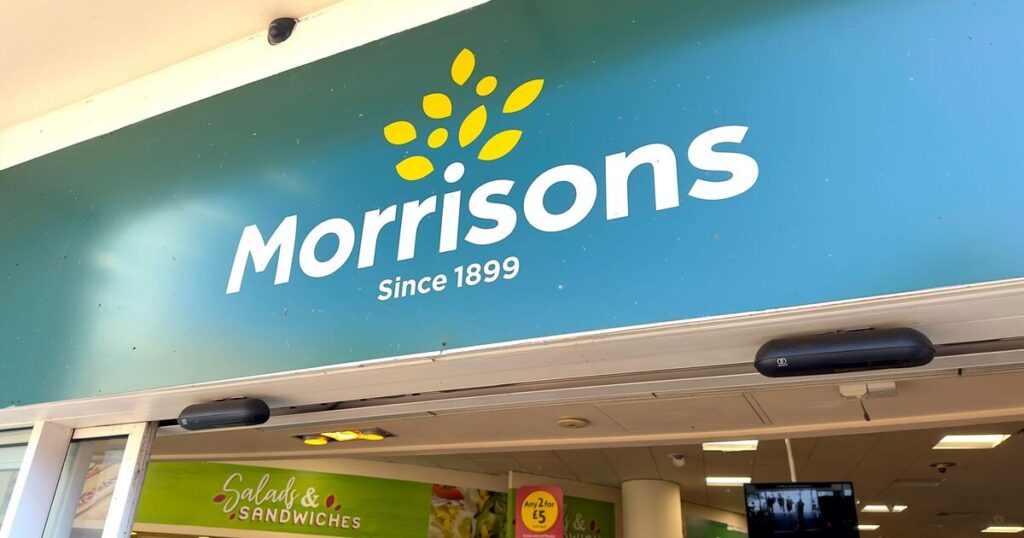 Morrisons
Since 1899
Salads &
SANDWICHES
Any 2 for
£5